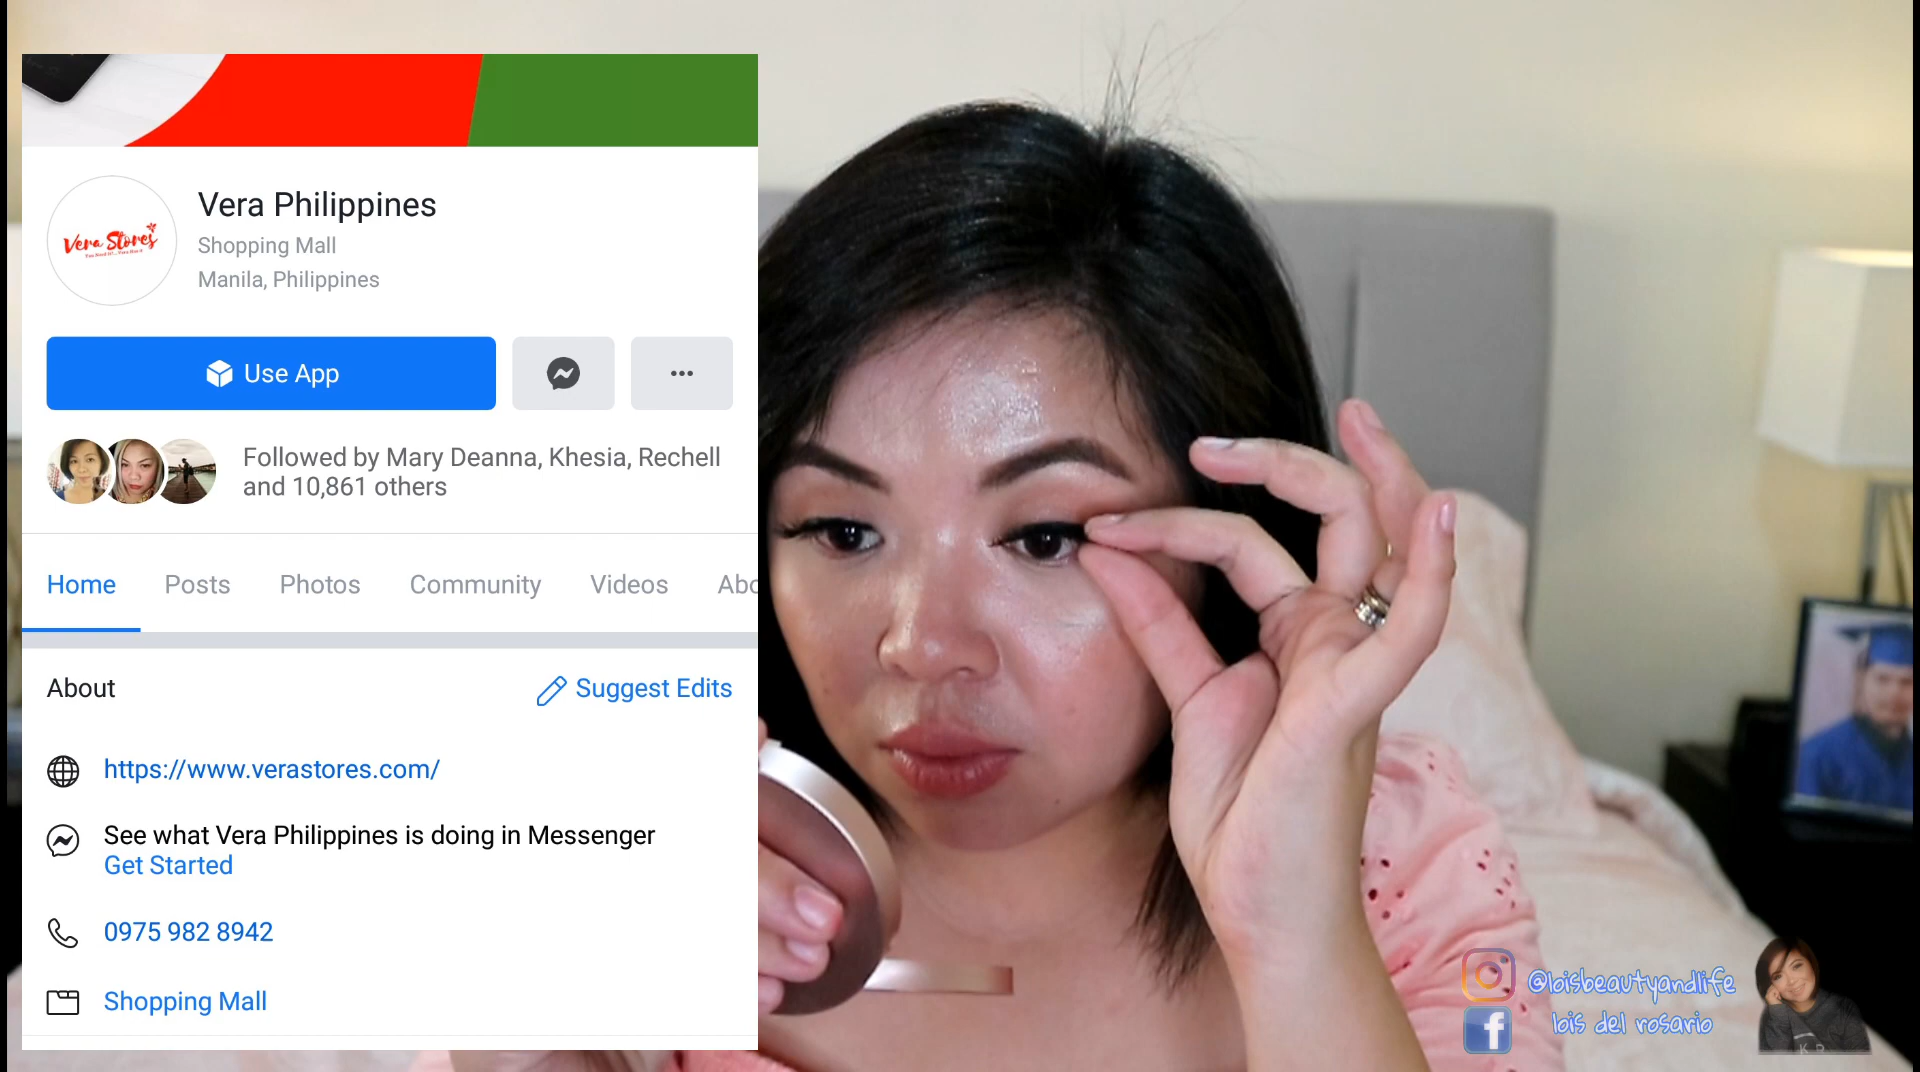 Vera Stores
Vera Philippines
Shopping Mall
Manila, Philippines
Use App
Followed by Mary Deanna, Khesia, Rechell
and 10,861 others
Home Posts Photos Community Videos Abo
About
Suggest Edits
https://www.verastores.com/
See what Vera Philippines is doing in Messenger
Get Started
0975 982 8942
Shopping Mall
@loisbeautyandlife
lois del rosario